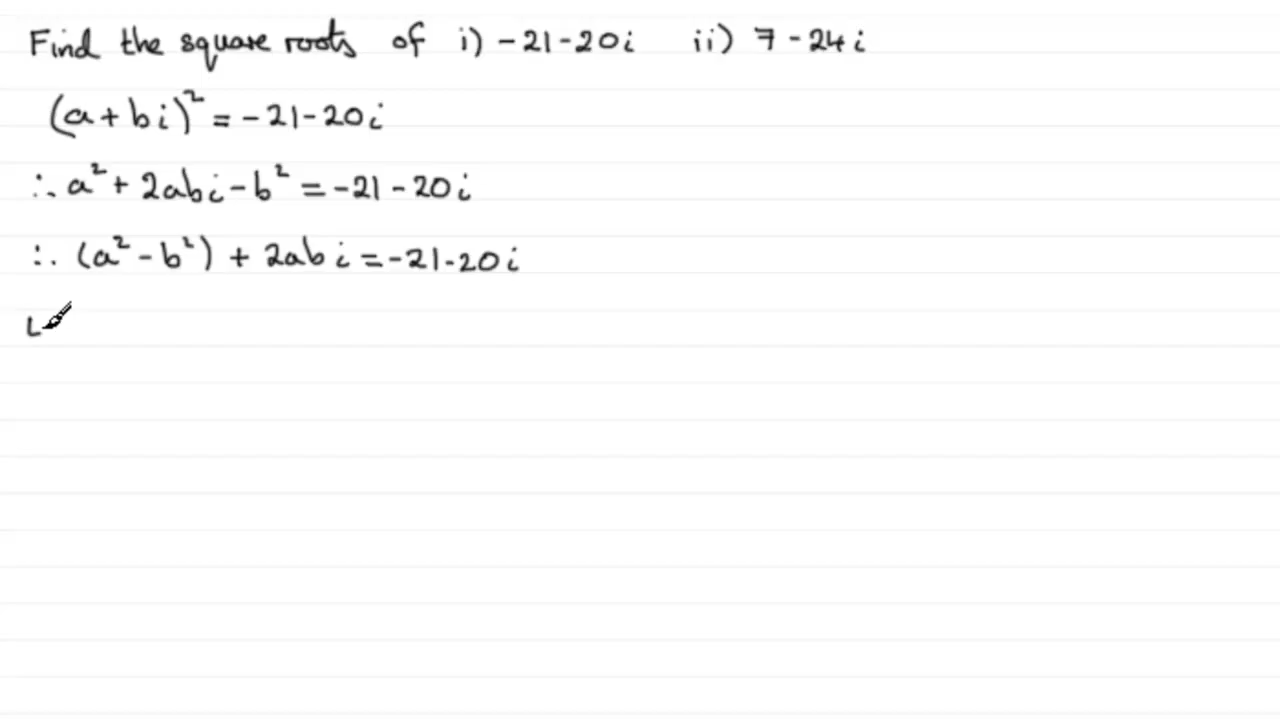 Find the square roots of i) -21-20i ii) 7-24i
(a+bi)² = -21-20i
∴ a² + 2abi - b² = -21 - 20i
∴ (a² - b²) + 2abi = -21-20i
L